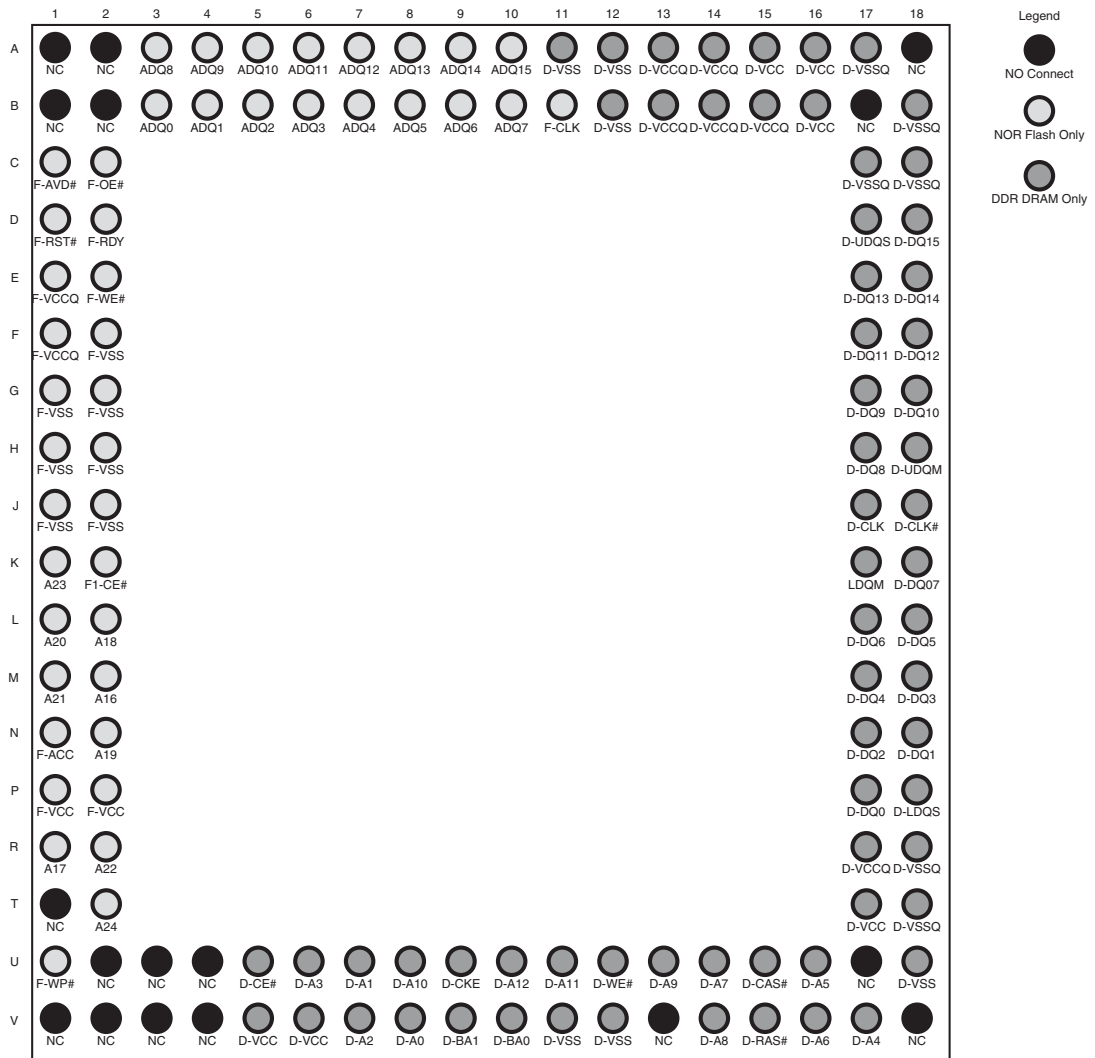 1 2 3 4 5 6 7 8 9 10 11 12 13 14 15 16 17 18
Legend
NO Connect
NOR Flash Only
DDR DRAM Only
A
NC NC ADQ8 ADQ9 ADQ10 ADQ11 ADQ12 ADQ13 ADQ14 ADQ15 D-VSS D-VSS D-VCCQ D-VCCQ D-VCC D-VCC D-VSSQ NC
B
NC NC ADQ0 ADQ1 ADQ2 ADQ3 ADQ4 ADQ5 ADQ6 ADQ7 F-CLK D-VSS D-VCCQ D-VCCQ D-VCCQ D-VCC NC D-VSSQ
C
F-AVD# F-OE# D-VSSQ D-VSSQ
D
F-RST# F-RDY D-UDQS D-DQ15
E
F-VCCQ F-WE# D-DQ13 D-DQ14
F
F-VCCQ F-VSS D-DQ11 D-DQ12
G
F-VSS F-VSS D-DQ9 D-DQ10
H
F-VSS F-VSS D-DQ8 D-UDQM
J
F-VSS F-VSS D-CLK D-CLK#
K
A23 F1-CE# LDQM D-DQ07
L
A20 A18 D-DQ6 D-DQ5
M
A21 A16 D-DQ4 D-DQ3
N
F-ACC A19 D-DQ2 D-DQ1
P
F-VCC F-VCC D-DQ0 D-LDQS
R
A17 A22 D-VCCQ D-VSSQ
T
NC A24 D-VCC D-VSSQ
U
F-WP# NC NC NC D-CE# D-A3 D-A1 D-A10 D-CKE D-A12 D-A11 D-WE# D-A9 D-A7 D-CAS# D-A5 NC D-VSS
V
NC NC NC NC D-VCC D-VCC D-A2 D-A0 D-BA1 D-BA0 D-VSS D-VSS NC D-A8 D-RAS# D-A6 D-A4 NC